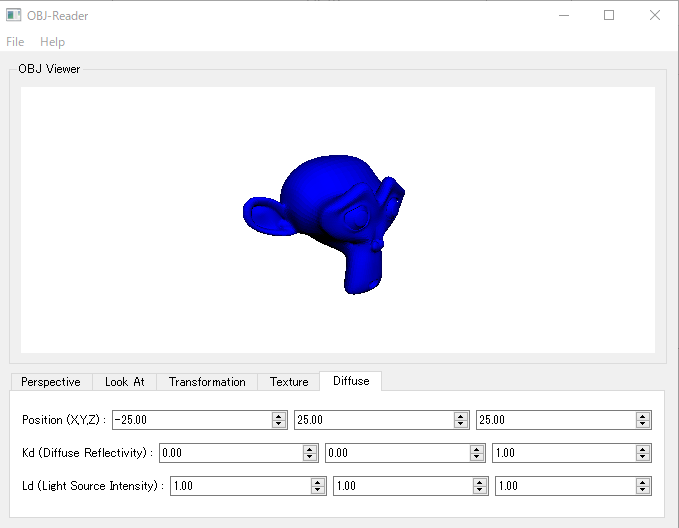 OBJ-Reader
File Help
OBJ Viewer
Perspective Look At Transformation Texture Diffuse
Position (X,Y,Z) : -25.00 25.00 25.00
Kd (Diffuse Reflectivity) : 0.00 0.00 1.00
Ld (Light Source Intensity) : 1.00 1.00 1.00